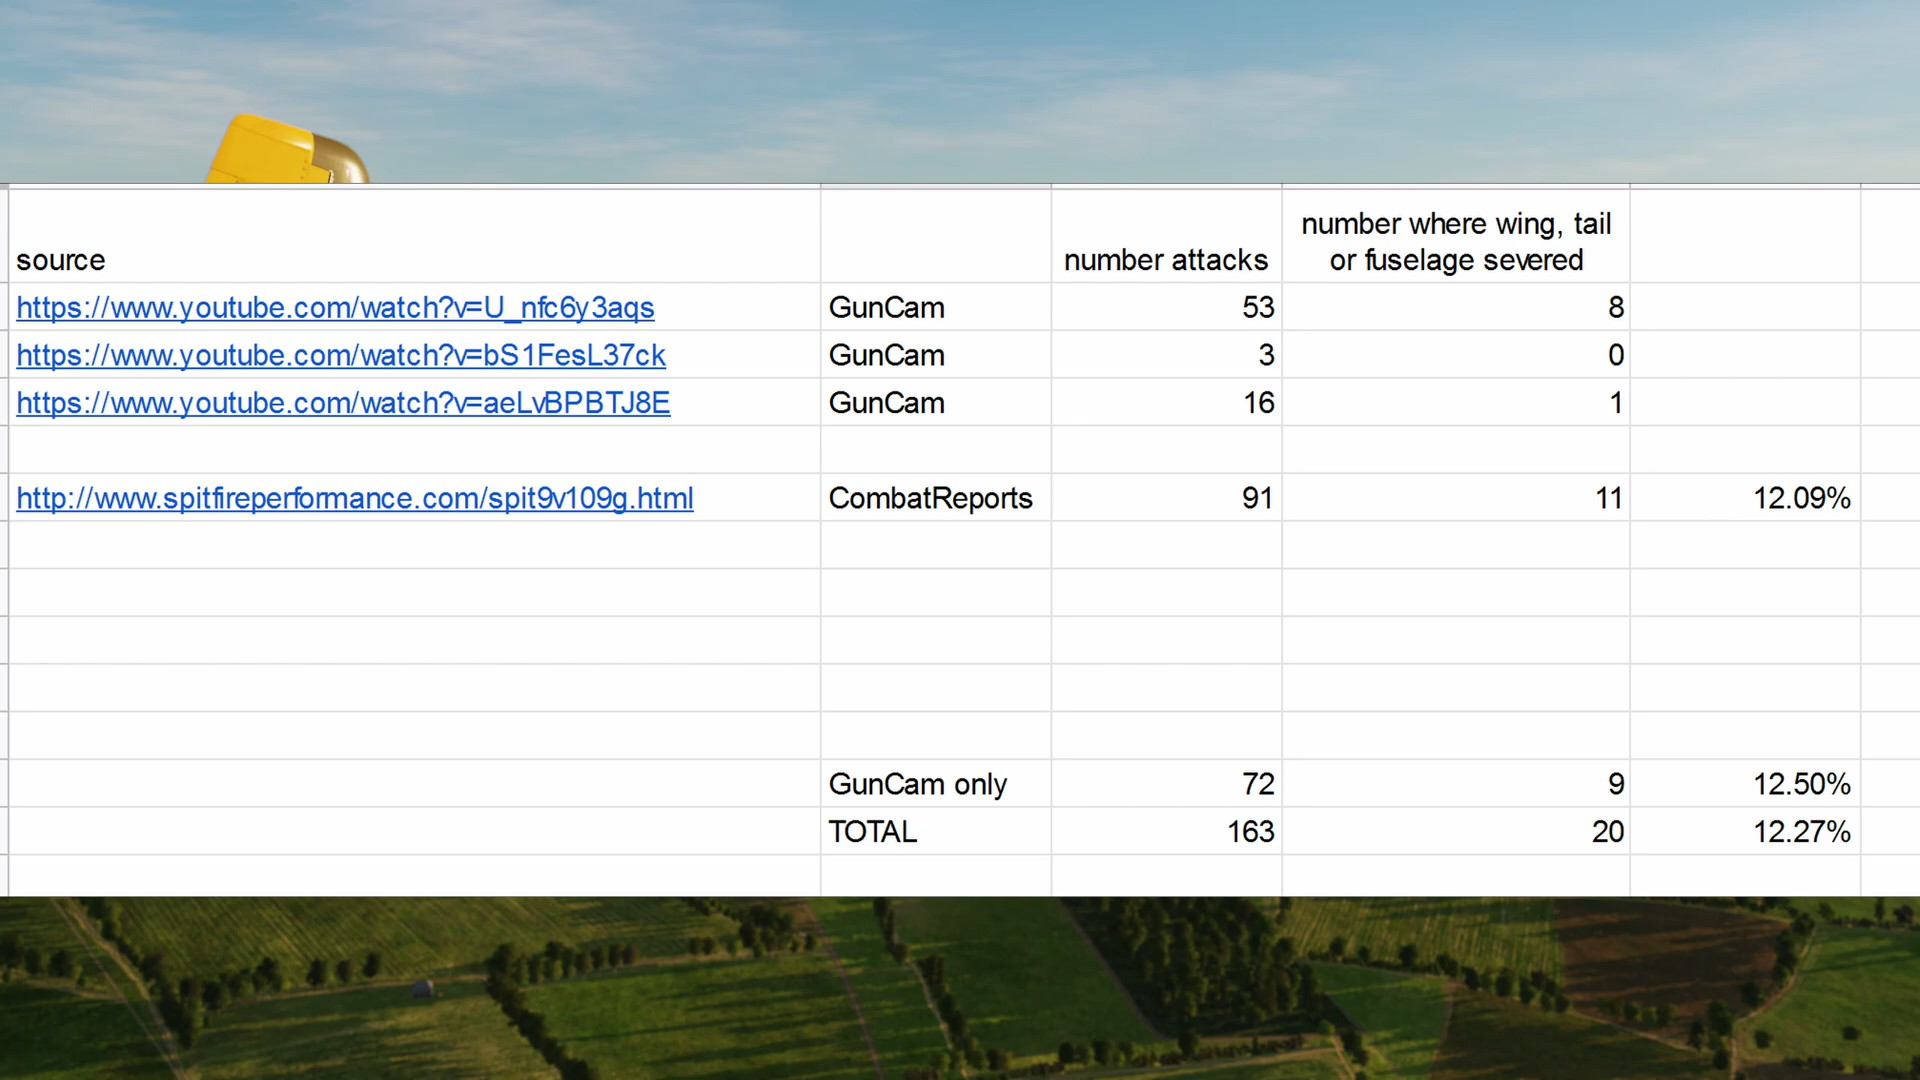 source number attacks number where wing, tail
or fuselage severed
https://www.youtube.com/watch?v=U_nfc6y3aqs GunCam 53 8
https://www.youtube.com/watch?v=bS1FesL37ck GunCam 3 0
https://www.youtube.com/watch?v=aeLvBPBTJ8E GunCam 16 1
http://www.spitfireperformance.com/spit9v109g.html CombatReports 91 11 12.09%
GunCam only 72 9 12.50%
TOTAL 163 20 12.27%